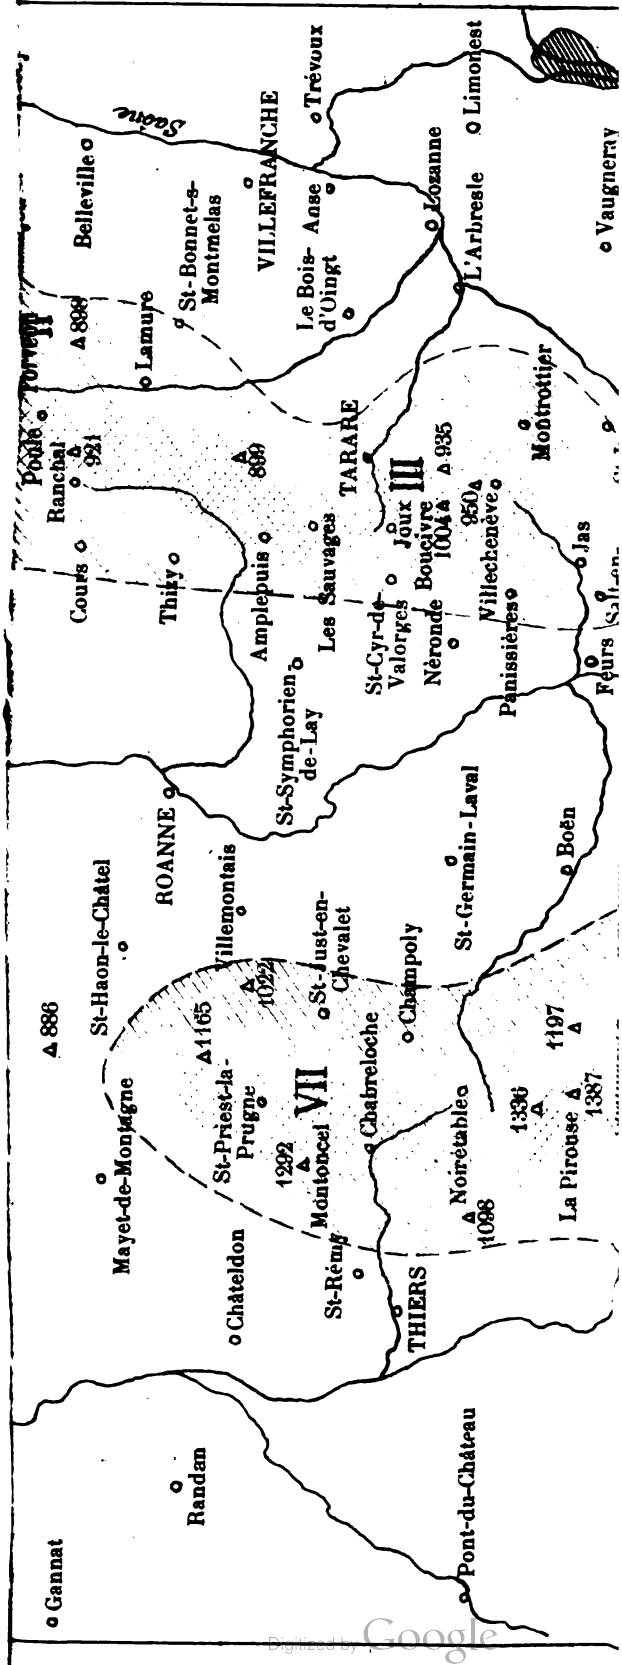 Gannat
Randan
Pont-du-Château
Châteldon
St-Rémy
THIERS
Mayet-de-Montagne
St-Priest-la-
Prugne
1292
Montoncel
VII
Chabreloche
Noirétable
1098
La Pirouse
1336
1387
1197
886
St-Haon-le-Châtel
1165
1022
Villemontais
St-Just-en-
Chevalet
Champoly
St-Germain-Laval
Boën
ROANNE
St-Symphorien
de-Lay
Cours
Thizy
Amplepuis
Les Sauvages
St-Cyr-de-
Valorges
Néronde
Panissières
Feurs
Salt-en-
Jas
Villechenève
Joux
Boucivre
1004
950
935
III
Ranchal
921
Poule
899
TARARE
Montrottier
II
Lamure
St-Bonnet-s-
Montmelas
Le Bois-
d'Oingt
Belleville
VILLEFRANCHE
Anse
Lozanne
L'Arbresle
Vaugneray
Saône
Trévoux
Limonest
Digitized by Google